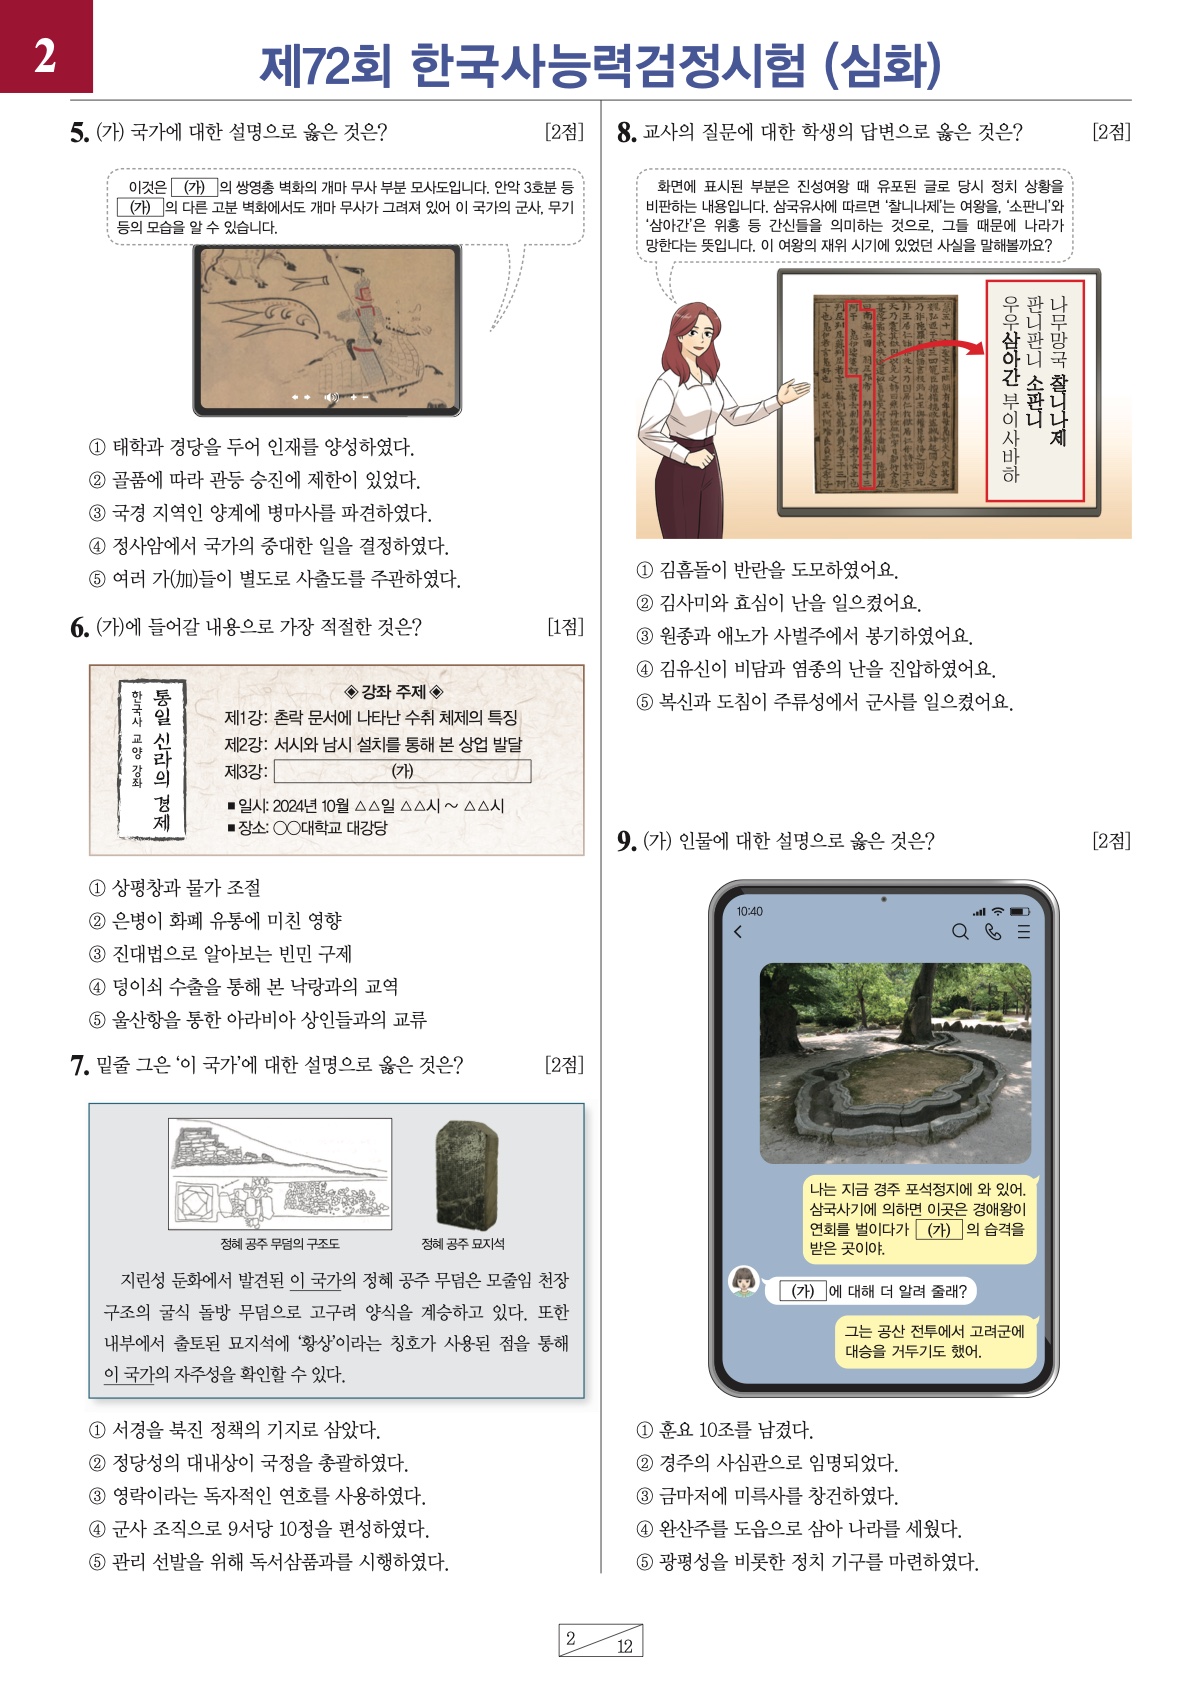 2
제72회 한국사능력검정시험 (심화)
5. (가) 국가에 대한 설명으로 옳은 것은? [2점]
이것은 (가) 의 쌍영총 벽화의 개마 무사 부분 모사도입니다. 안악 3호분 등
(가) 의 다른 고분 벽화에서도 개마 무사가 그려져 있어 이 국가의 군사, 무기
등의 모습을 알 수 있습니다.
① 태학과 경당을 두어 인재를 양성하였다.
② 골품에 따라 관등 승진에 제한이 있었다.
③ 국경 지역인 양계에 병마사를 파견하였다.
④ 정사암에서 국가의 중대한 일을 결정하였다.
⑤ 여러 가(加)들이 별도로 사출도를 주관하였다.
6. (가)에 들어갈 내용으로 가장 적절한 것은? [1점]
한국사 교양 강좌
통일 신라의 경제
◈ 강좌 주제 ◈
제1강: 촌락 문서에 나타난 수취 체제의 특징
제2강: 서시와 남시 설치를 통해 본 상업 발달
제3강: (가)
■ 일시: 2024년 10월 △△일 △△시 ~ △△시
■ 장소: ○○대학교 대강당
① 상평창과 물가 조절
② 은병이 화폐 유통에 미친 영향
③ 진대법으로 알아보는 빈민 구제
④ 덩이쇠 수출을 통해 본 낙랑과의 교역
⑤ 울산항을 통한 아라비아 상인들과의 교류
7. 밑줄 그은 ‘이 국가’에 대한 설명으로 옳은 것은? [2점]
정혜 공주 무덤의 구조도 정혜 공주 묘지석
지린성 둔화에서 발견된 이 국가의 정혜 공주 무덤은 모줄임 천장
구조의 굴식 돌방 무덤으로 고구려 양식을 계승하고 있다. 또한
내부에서 출토된 묘지석에 ‘황상’이라는 칭호가 사용된 점을 통해
이 국가의 자주성을 확인할 수 있다.
① 서경을 북진 정책의 기지로 삼았다.
② 정당성의 대내상이 국정을 총괄하였다.
③ 영락이라는 독자적인 연호를 사용하였다.
④ 군사 조직으로 9서당 10정을 편성하였다.
⑤ 관리 선발을 위해 독서삼품과를 시행하였다.
8. 교사의 질문에 대한 학생의 답변으로 옳은 것은? [2점]
화면에 표시된 부분은 진성여왕 때 유포된 글로 당시 정치 상황을
비판하는 내용입니다. 삼국유사에 따르면 ‘찰니나제’는 여왕을, ‘소판니’와
‘삼아간’은 위홍 등 간신들을 의미하는 것으로, 그들 때문에 나라가
망한다는 뜻입니다. 이 여왕의 재위 시기에 있었던 사실을 말해볼까요?
나무망국 찰니나제
판니판니 소판니
우우삼아간 부이사바하
① 김흠돌이 반란을 도모하였어요.
② 김사미와 효심이 난을 일으켰어요.
③ 원종과 애노가 사벌주에서 봉기하였어요.
④ 김유신이 비담과 염종의 난을 진압하였어요.
⑤ 복신과 도침이 주류성에서 군사를 일으켰어요.
9. (가) 인물에 대한 설명으로 옳은 것은? [2점]
10:40
나는 지금 경주 포석정지에 와 있어.
삼국사기에 의하면 이곳은 경애왕이
연회를 벌이다가 (가) 의 습격을
받은 곳이야.
(가) 에 대해 더 알려 줄래?
그는 공산 전투에서 고려군에
대승을 거두기도 했어.
① 훈요 10조를 남겼다.
② 경주의 사심관으로 임명되었다.
③ 금마저에 미륵사를 창건하였다.
④ 완산주를 도읍으로 삼아 나라를 세웠다.
⑤ 광평성을 비롯한 정치 기구를 마련하였다.
2 12